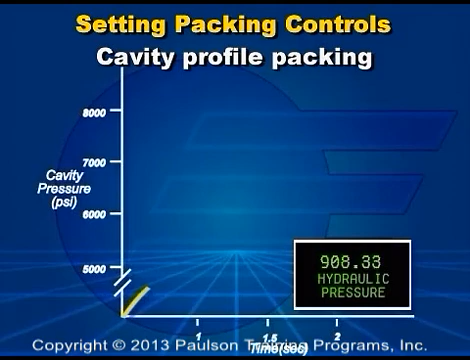 Setting Packing Controls
Cavity profile packing
8000
7000
Cavity
Pressure
(psi)
6000
5000
908.33
HYDRAULIC
PRESSURE
1
1.5
2
Time(sec)
Copyright © 2013 Paulson Training Programs, Inc.